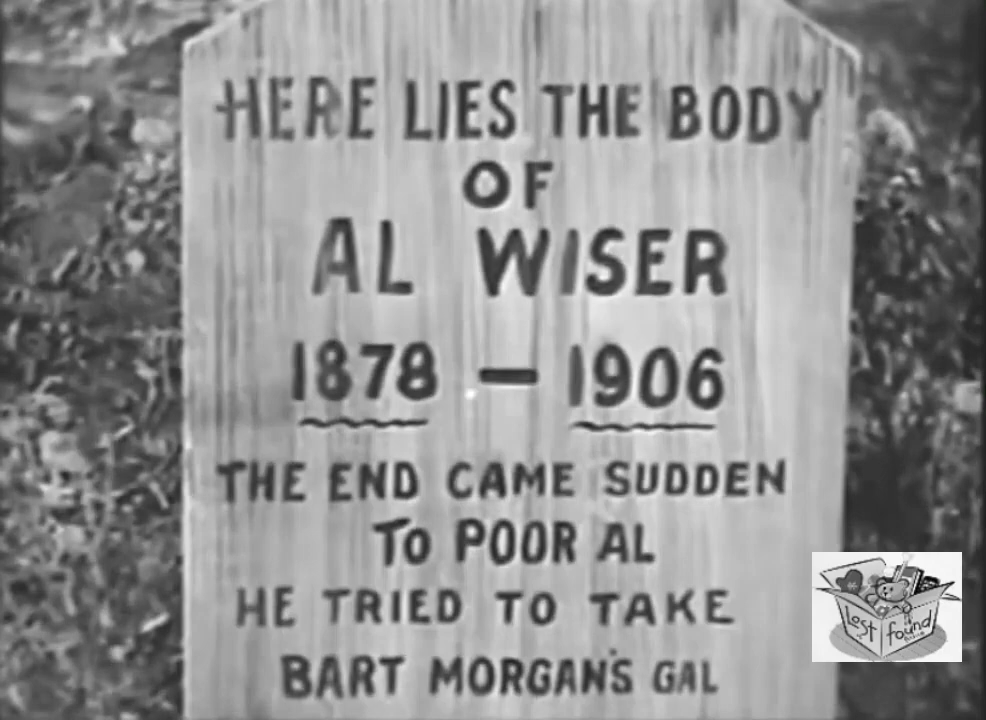 HERE LIES THE BODY
OF
AL WISER
1878 — 1906
THE END CAME SUDDEN
TO POOR AL
HE TRIED TO TAKE
BART MORGAN'S GAL
Lost
found